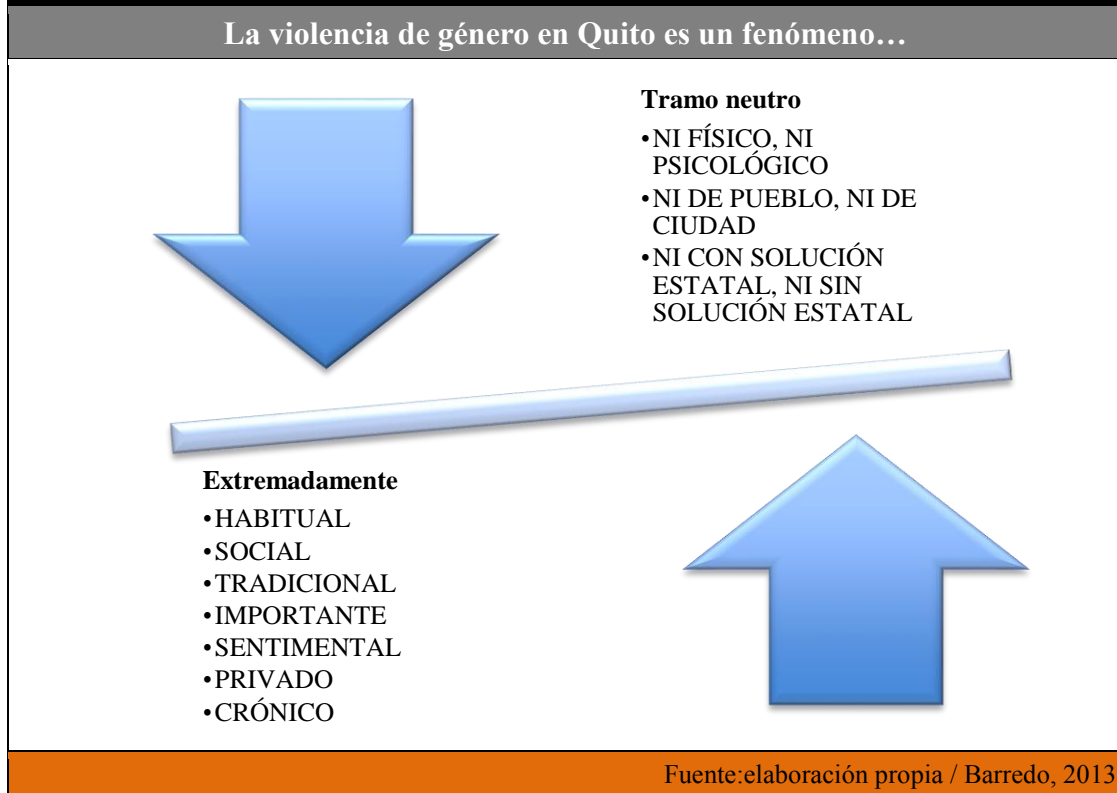 La violencia de género en Quito es un fenómeno…
Tramo neutro
•NI FÍSICO, NI
PSICOLÓGICO
•NI DE PUEBLO, NI DE
CIUDAD
•NI CON SOLUCIÓN
ESTATAL, NI SIN
SOLUCIÓN ESTATAL
Extremadamente
•HABITUAL
•SOCIAL
•TRADICIONAL
•IMPORTANTE
•SENTIMENTAL
•PRIVADO
•CRÓNICO
Fuente:elaboración propia / Barredo, 2013